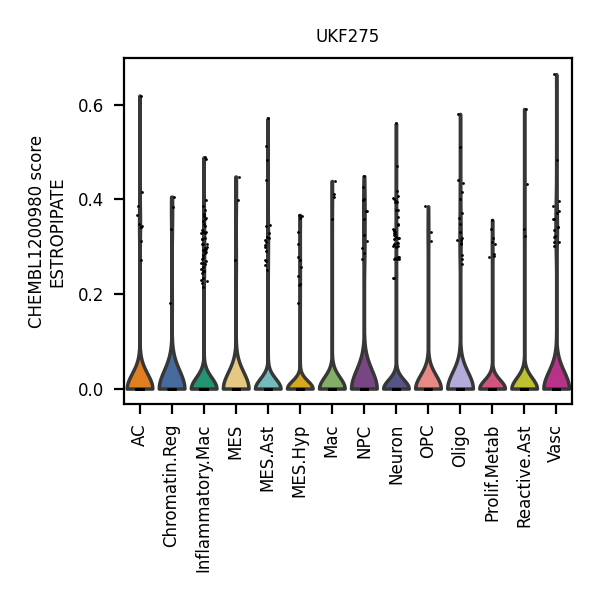 UKF275
CHEMBL1200980 score
ESTROPIPATE
0.6
0.4
0.2
0.0
AC
Chromatin.Reg
Inflammatory.Mac
MES
MES.Ast
MES.Hyp
Mac
NPC
Neuron
OPC
Oligo
Prolif.Metab
Reactive.Ast
Vasc